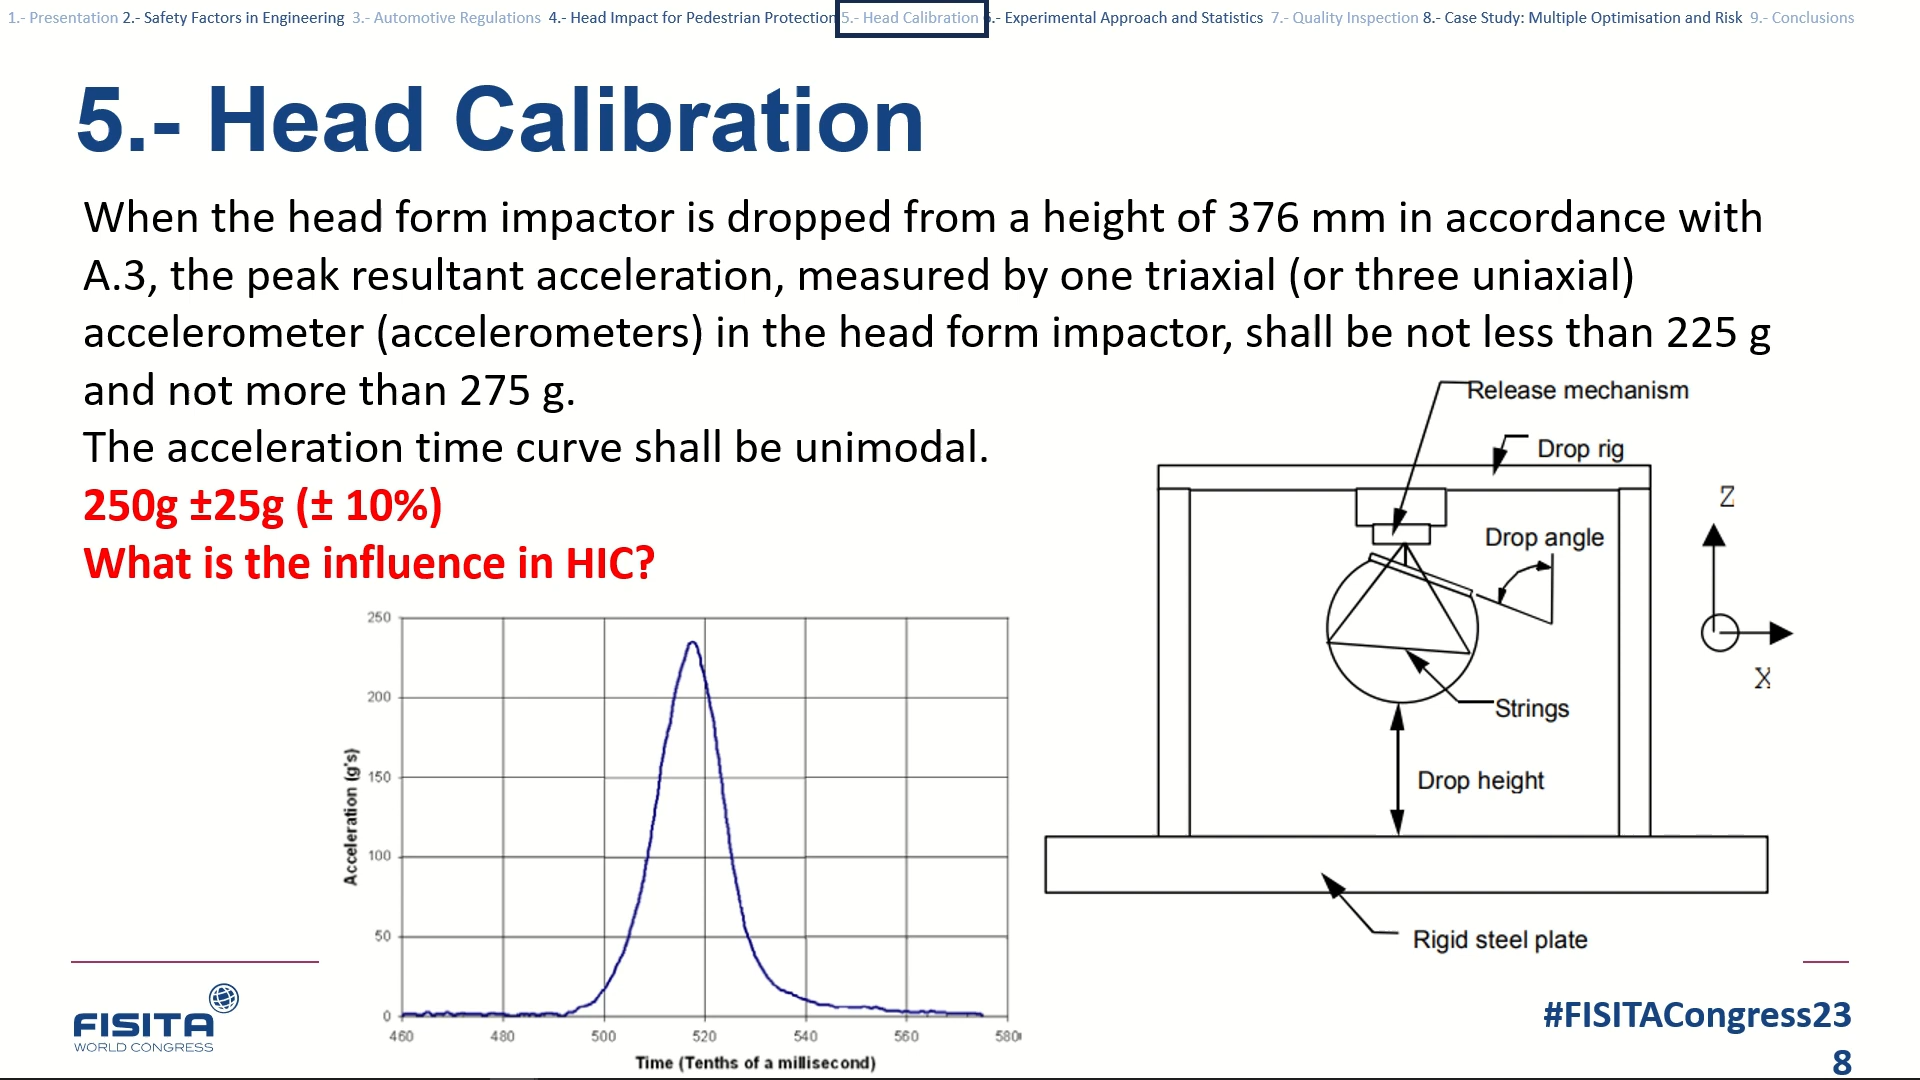 1.- Presentation 2.- Safety Factors in Engineering 3.- Automotive Regulations 4.- Head Impact for Pedestrian Protection 5.- Head Calibration 6.- Experimental Approach and Statistics 7.- Quality Inspection 8.- Case Study: Multiple Optimisation and Risk 9.- Conclusions
5.- Head Calibration
When the head form impactor is dropped from a height of 376 mm in accordance with
A.3, the peak resultant acceleration, measured by one triaxial (or three uniaxial)
accelerometer (accelerometers) in the head form impactor, shall be not less than 225 g
and not more than 275 g.
The acceleration time curve shall be unimodal.
250g ±25g (± 10%)
What is the influence in HIC?
250
200
150
100
50
0
460 480 500 520 540 560 580
Acceleration (g's)
Time (Tenths of a millisecond)
Release mechanism
Drop rig
Drop angle
Z
X
Strings
Drop height
Rigid steel plate
FISITA
WORLD CONGRESS
#FISITACongress23
8